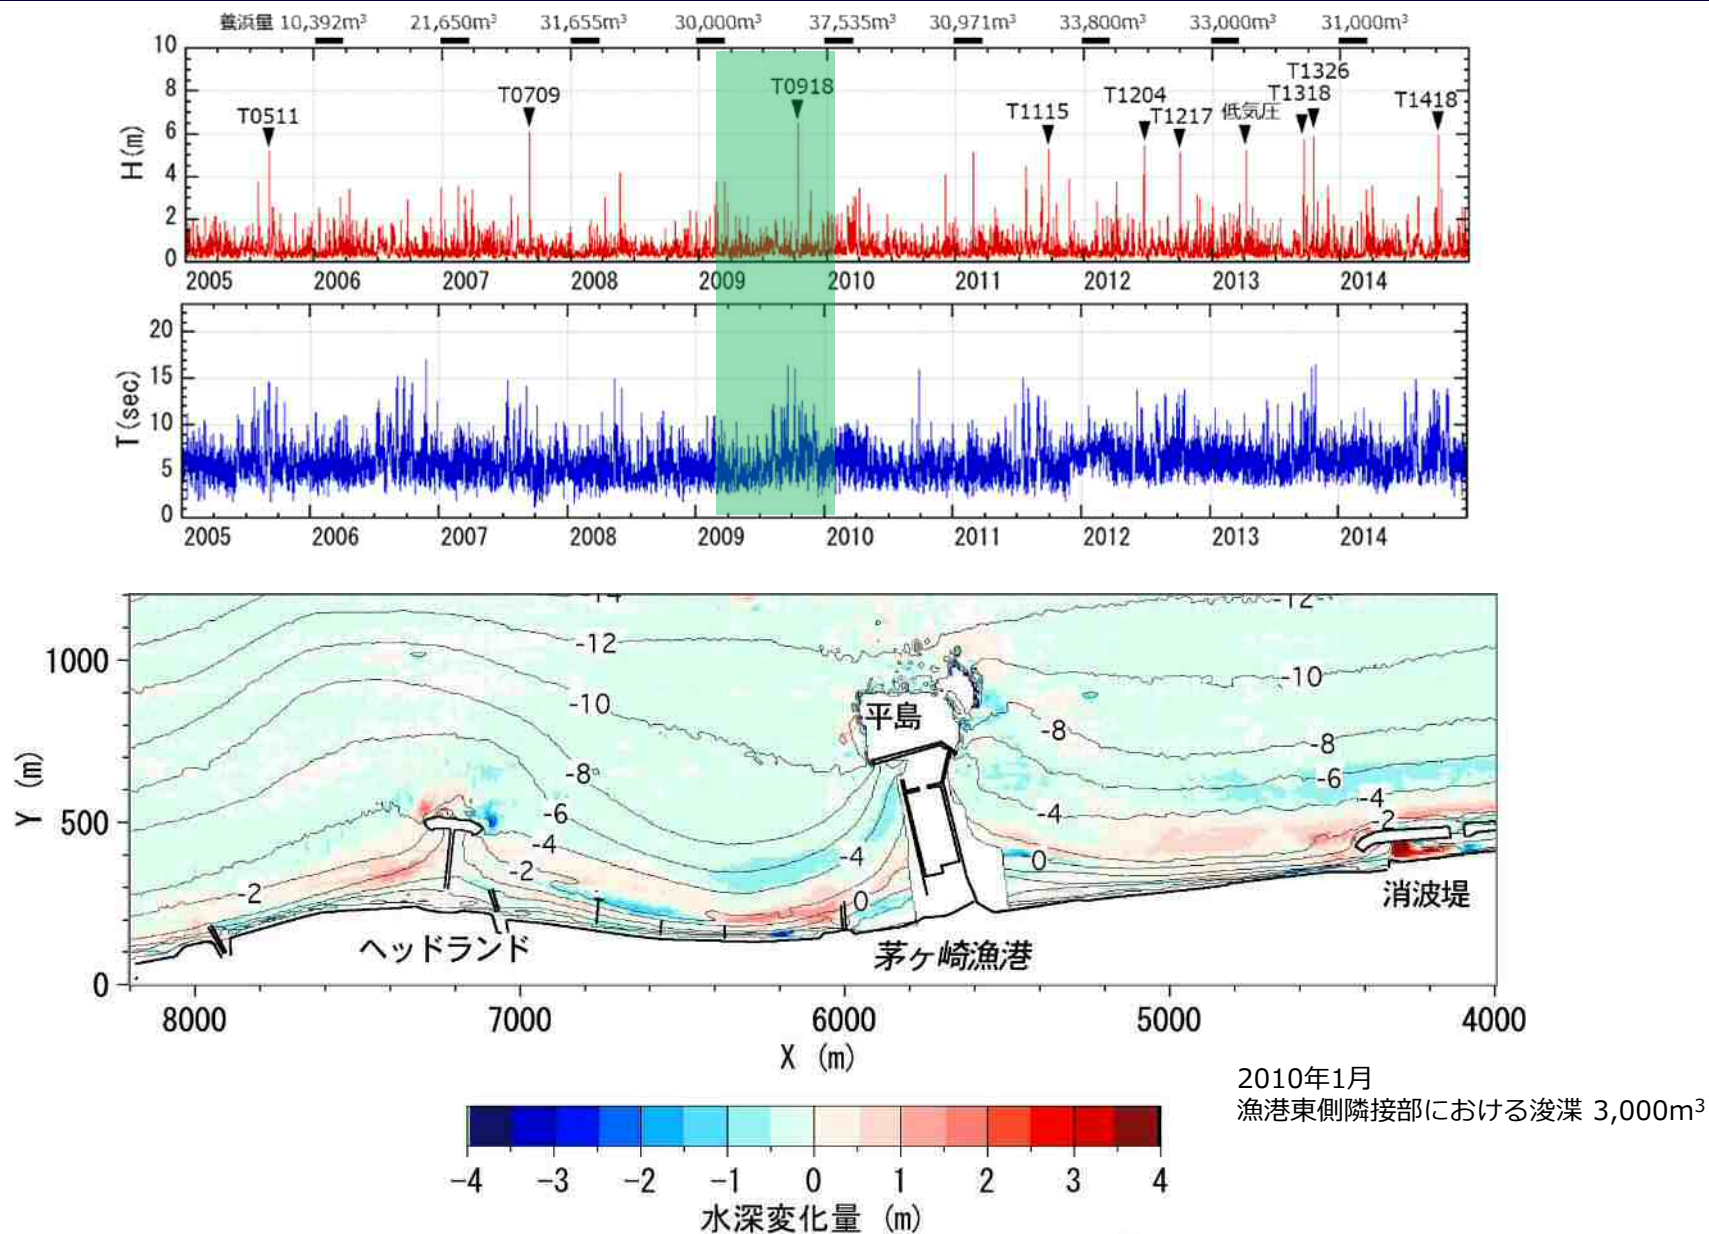 養浜量 10,392m³ 21,650m³ 31,655m³ 30,000m³ 37,535m³ 30,971m³ 33,800m³ 33,000m³ 31,000m³
10
8
6
4
2
0
H(m)
T0511
T0709
T0918
T1115
T1204
T1217
低気圧
T1318
T1326
T1418
2005 2006 2007 2008 2009 2010 2011 2012 2013 2014
20
15
10
5
0
T(sec)
2005 2006 2007 2008 2009 2010 2011 2012 2013 2014
1000
500
0
Y (m)
-14
-12
-12
-10
-10
平島
-8
-8
-8
-6
-6
-4
-4
-4
-4
-2
-2
-2
0
0
ヘッドランド
茅ヶ崎漁港
消波堤
8000 7000 6000 5000 4000
X (m)
2010年1月
漁港東側隣接部における浚渫 3,000m³
-4 -3 -2 -1 0 1 2 3 4
水深変化量 (m)